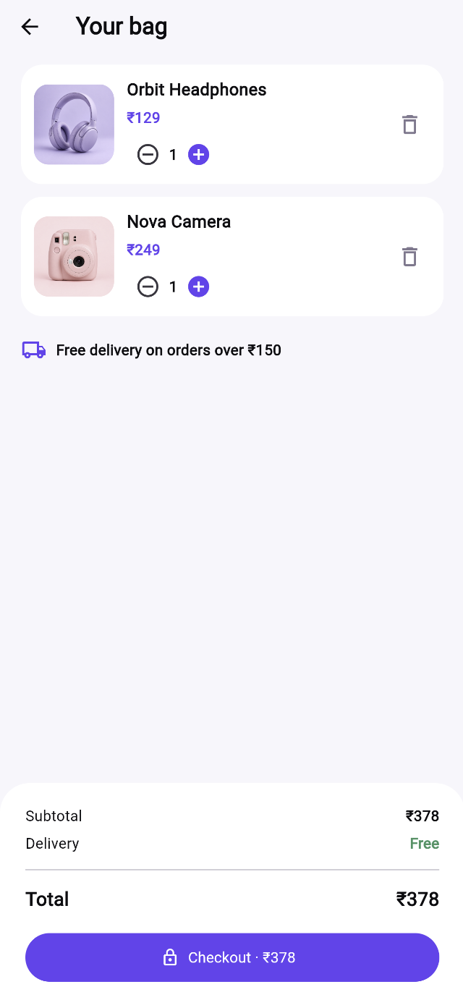 Your bag
Orbit Headphones
₹129
1
Nova Camera
₹249
1
Free delivery on orders over ₹150
Subtotal ₹378
Delivery Free
Total ₹378
Checkout · ₹378